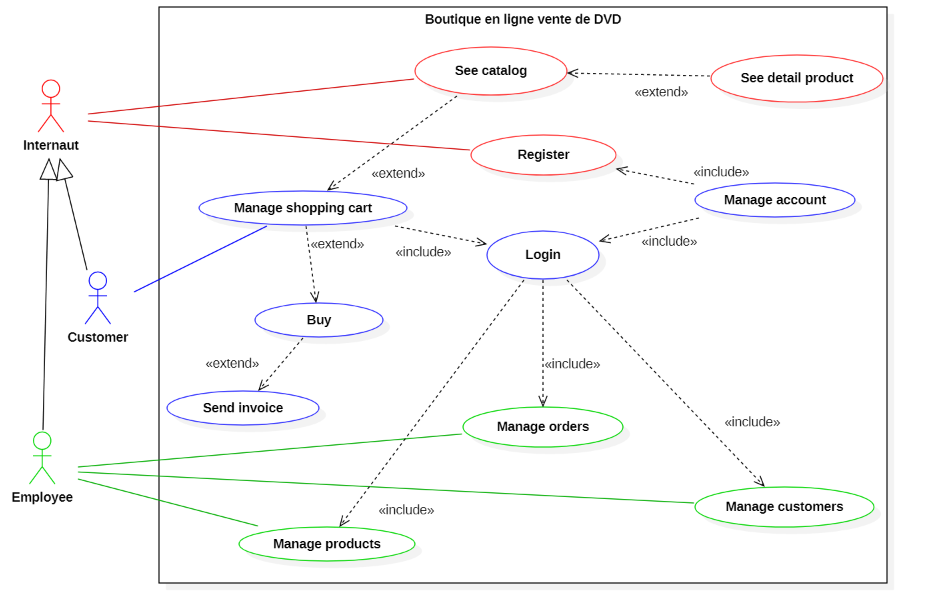 Boutique en ligne vente de DVD
See catalog
See detail product
«extend»
Internaut
Register
«extend»
«include»
Manage shopping cart
Manage account
«extend»
«include»
«include»
Login
Customer
Buy
«extend»
«include»
Send invoice
Manage orders
«include»
Employee
«include»
Manage customers
Manage products